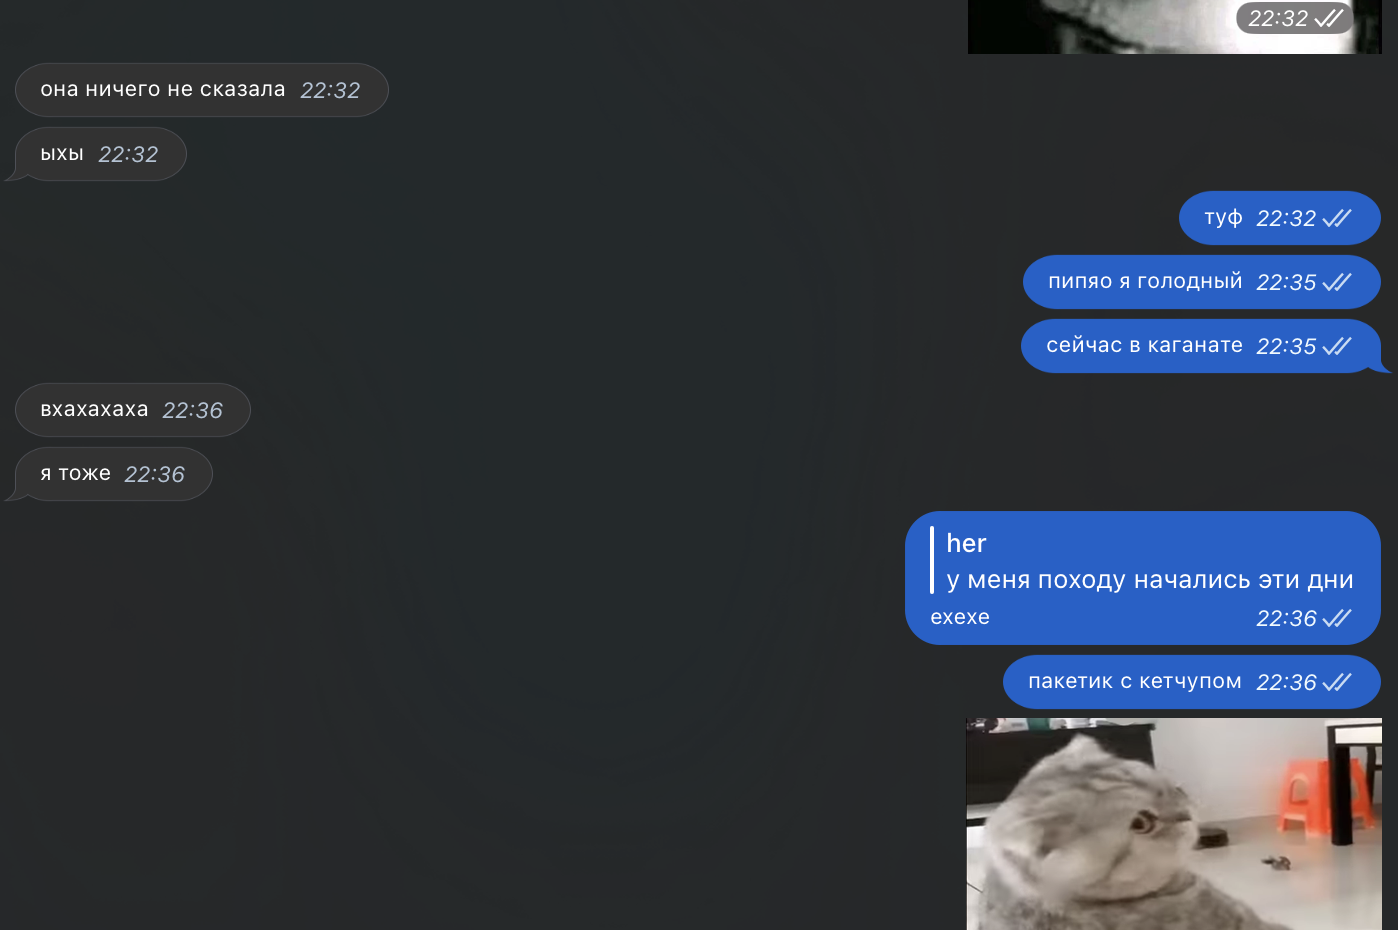 22:32
она ничего не сказала 22:32
ыхы 22:32
туф 22:32
пипяо я голодный 22:35
сейчас в каганате 22:35
вхахахаха 22:36
я тоже 22:36
her
у меня походу начались эти дни
ехехе 22:36
пакетик с кетчупом 22:36